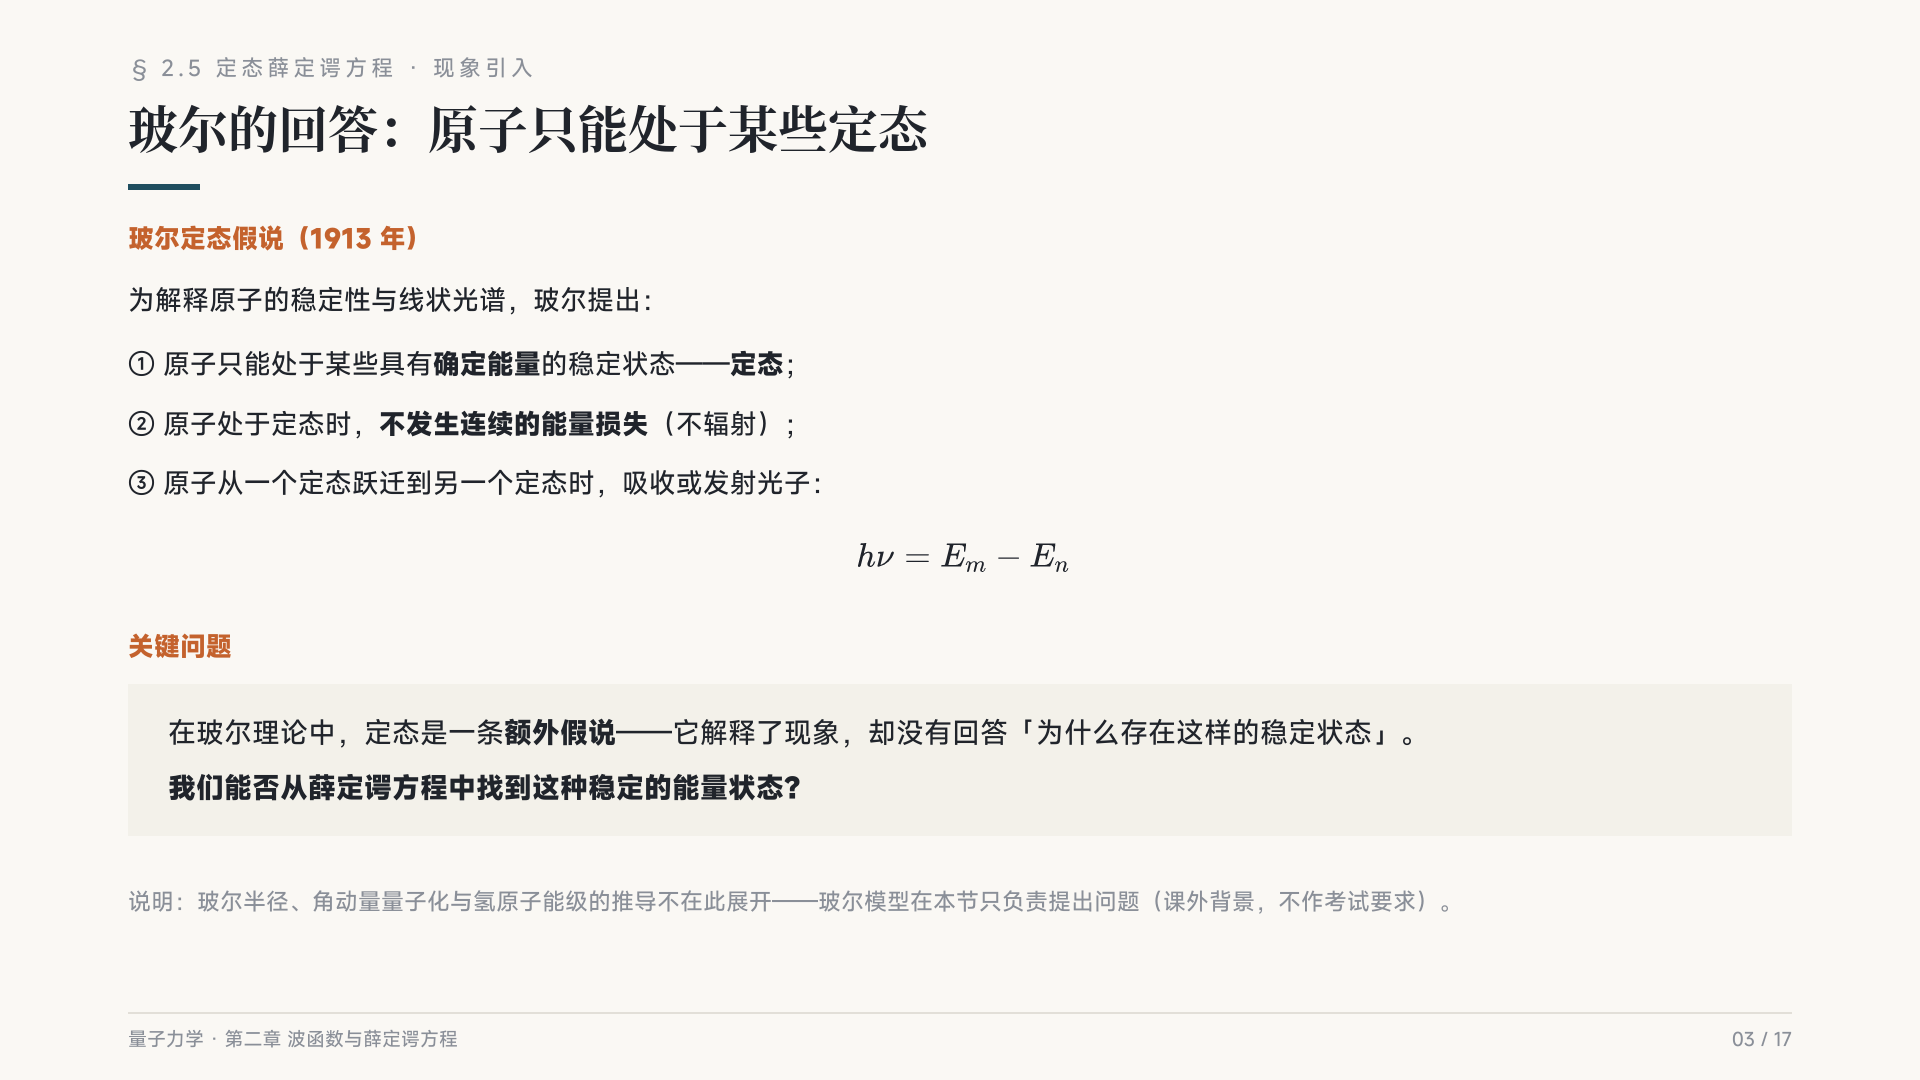 § 2.5 定态薛定谔方程 · 现象引入
玻尔的回答：原子只能处于某些定态
玻尔定态假说（1913 年）
为解释原子的稳定性与线状光谱，玻尔提出：
① 原子只能处于某些具有确定能量的稳定状态——定态；
② 原子处于定态时，不发生连续的能量损失（不辐射）；
③ 原子从一个定态跃迁到另一个定态时，吸收或发射光子：
hν = E_m − E_n
关键问题
在玻尔理论中，定态是一条额外假说——它解释了现象，却没有回答「为什么存在这样的稳定状态」。
我们能否从薛定谔方程中找到这种稳定的能量状态？
说明：玻尔半径、角动量量子化与氢原子能级的推导不在此展开——玻尔模型在本节只负责提出问题（课外背景，不作考试要求）。
量子力学 · 第二章 波函数与薛定谔方程
03 / 17